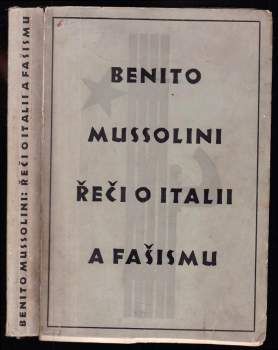 BENITO MUSSOLINI: ŘEČI O ITALII A FAŠISMU
BENITO
MUSSOLINI
ŘEČI O ITALII
A FAŠISMU